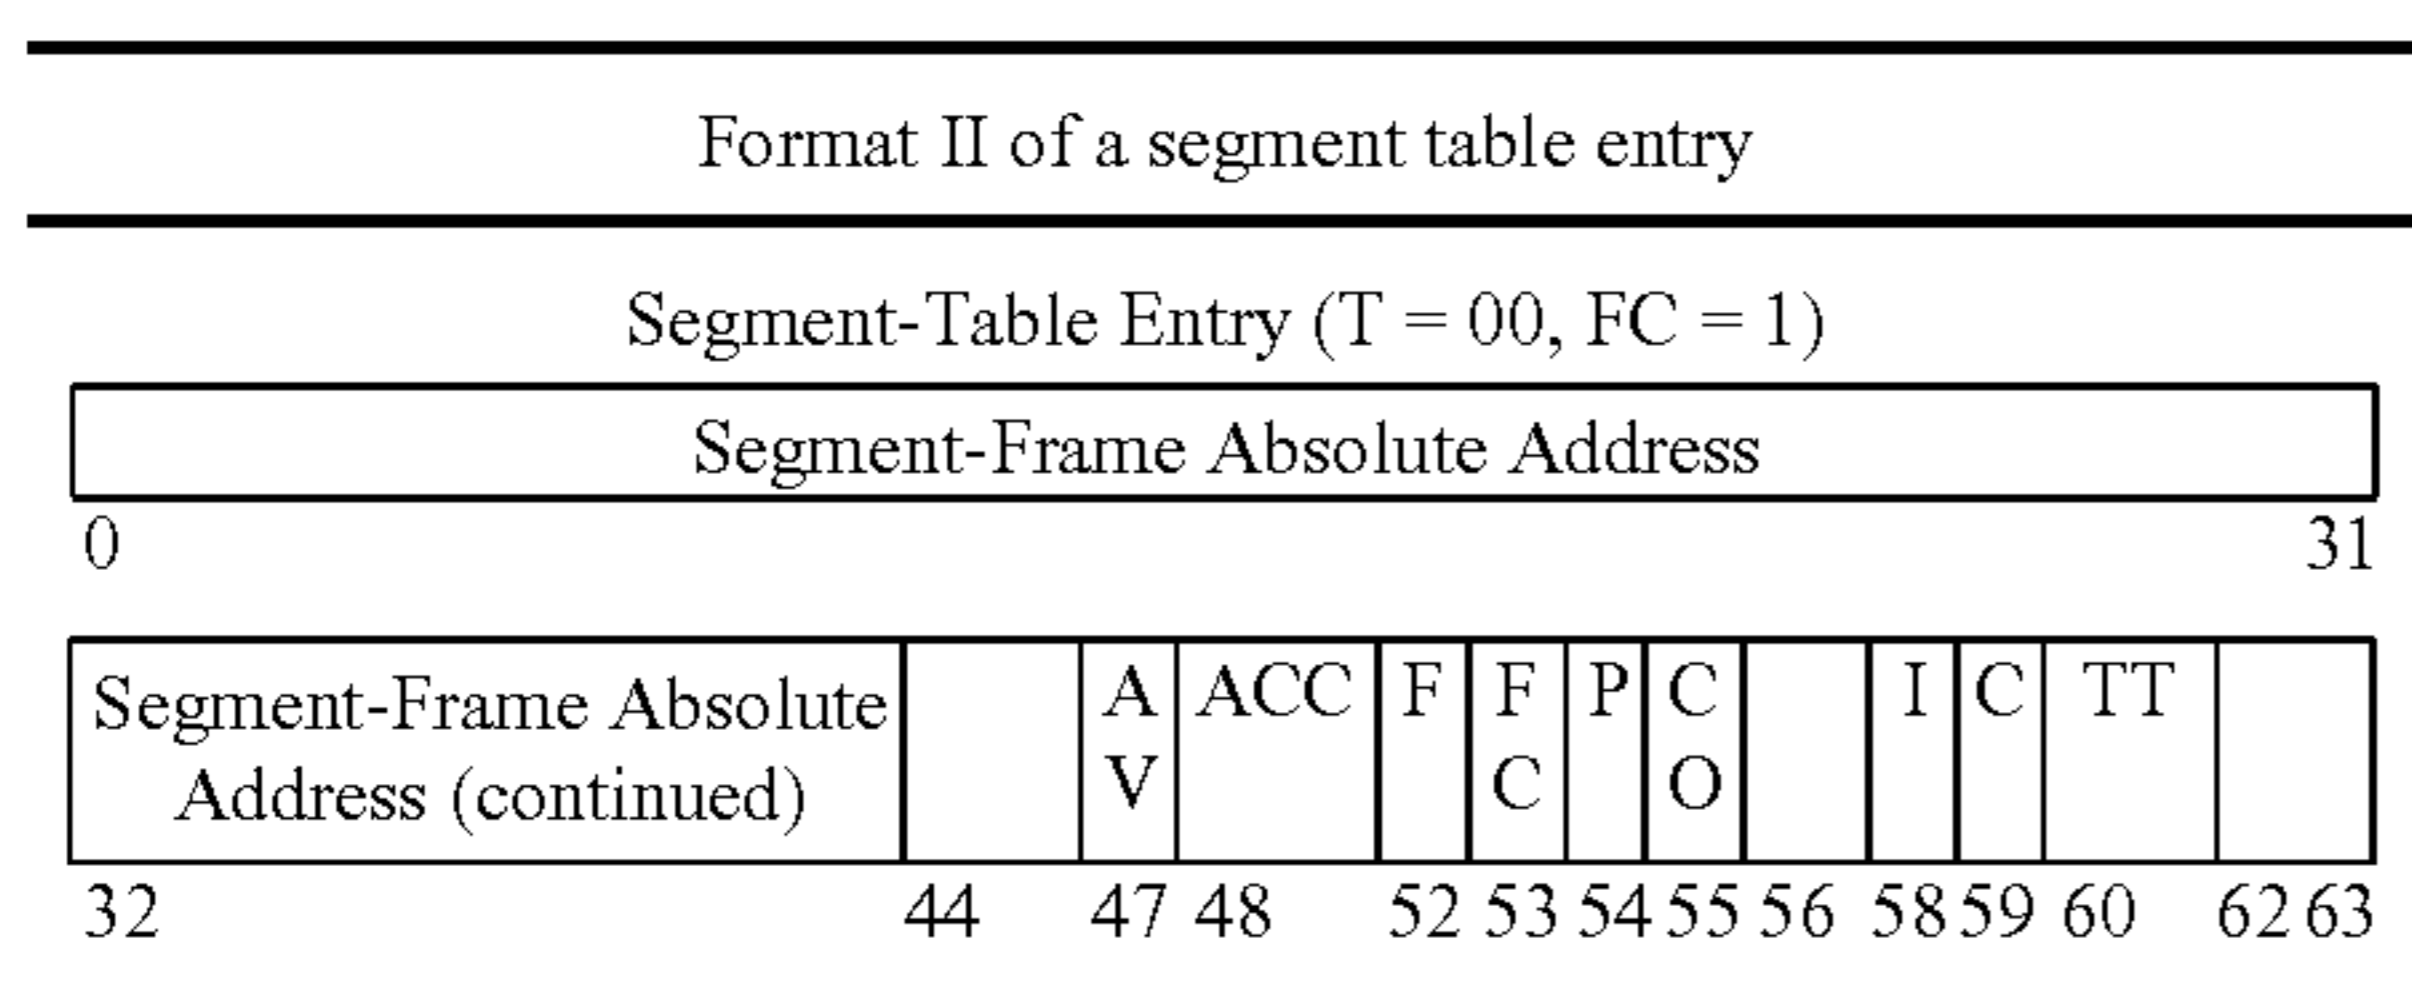 Format II of a segment table entry
Segment-Table Entry (T = 00, FC = 1)
Segment-Frame Absolute Address
0 31
Segment-Frame Absolute Address (continued) A V ACC F F C P C O I C TT
32 44 47 48 52 53 54 55 56 58 59 60 62 63